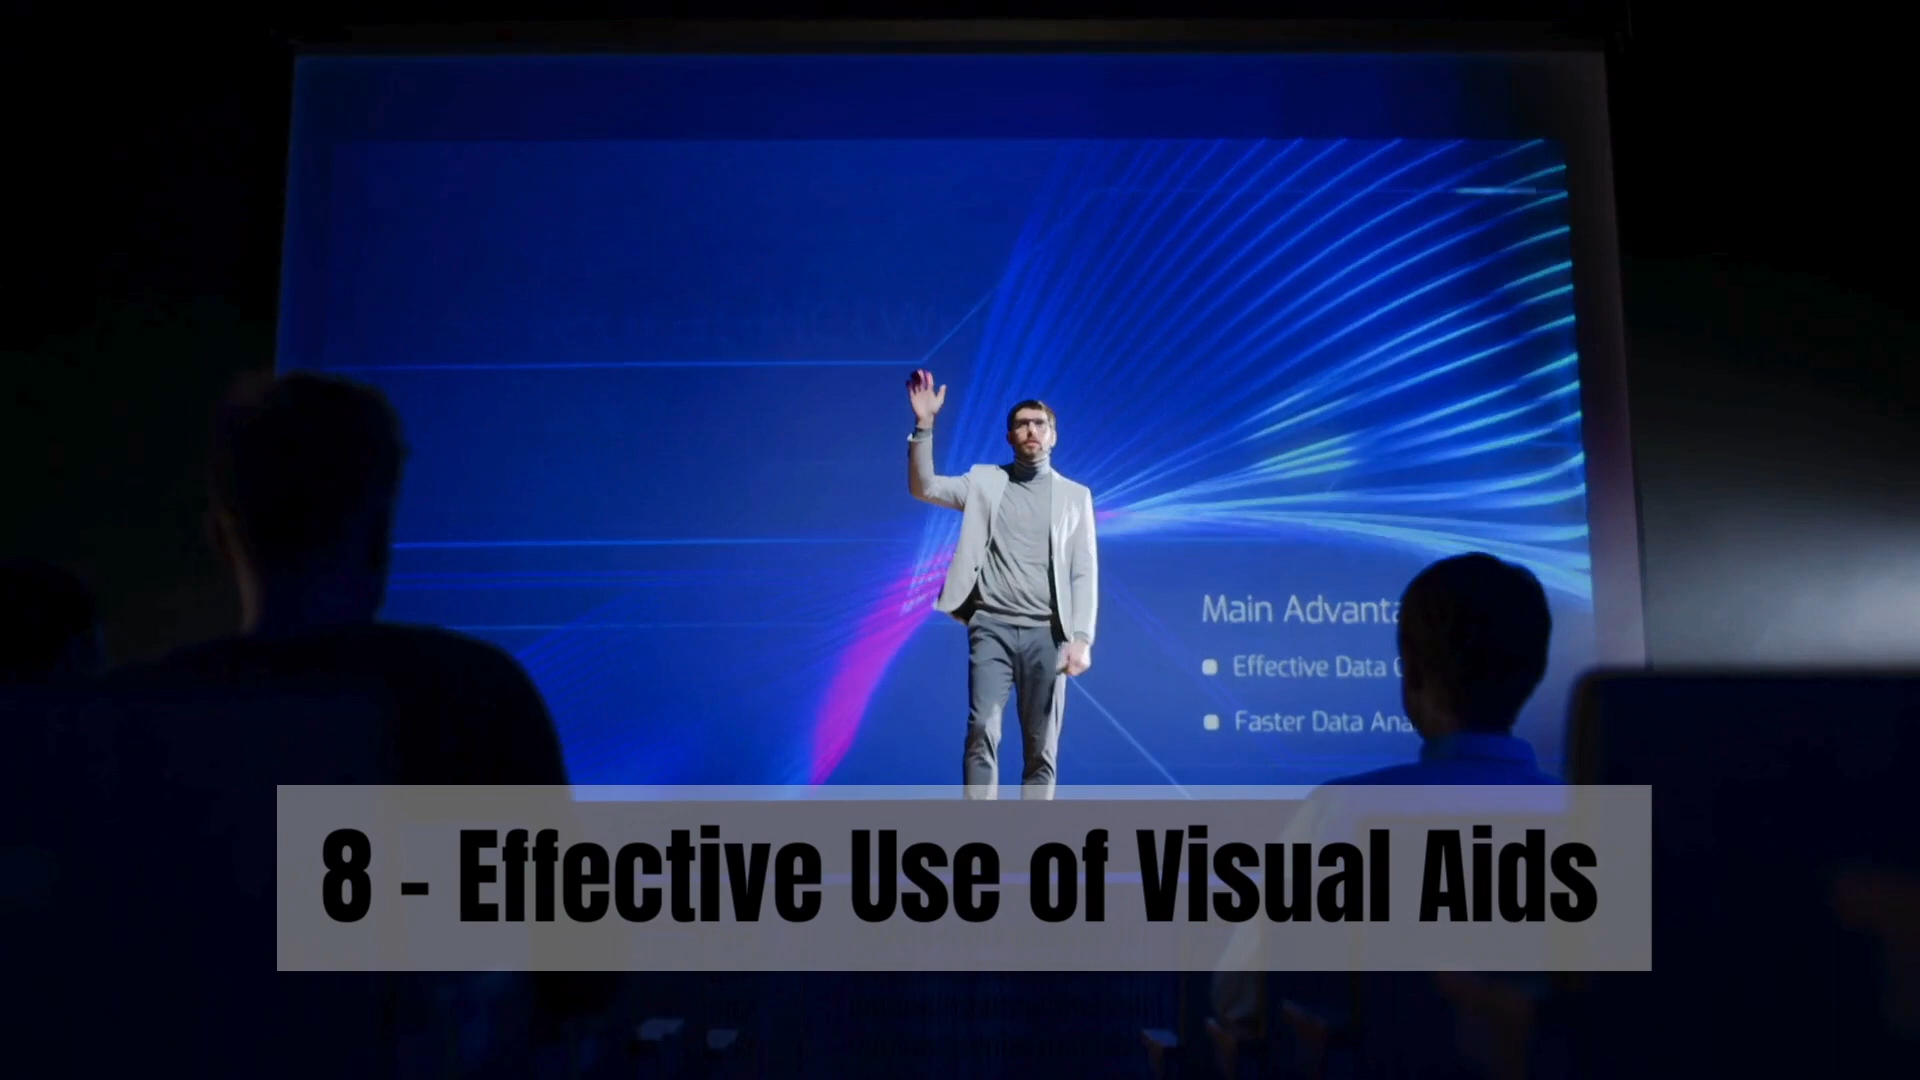 Main Advanta
Effective Data
Faster Data Ana
8 - Effective Use of Visual Aids